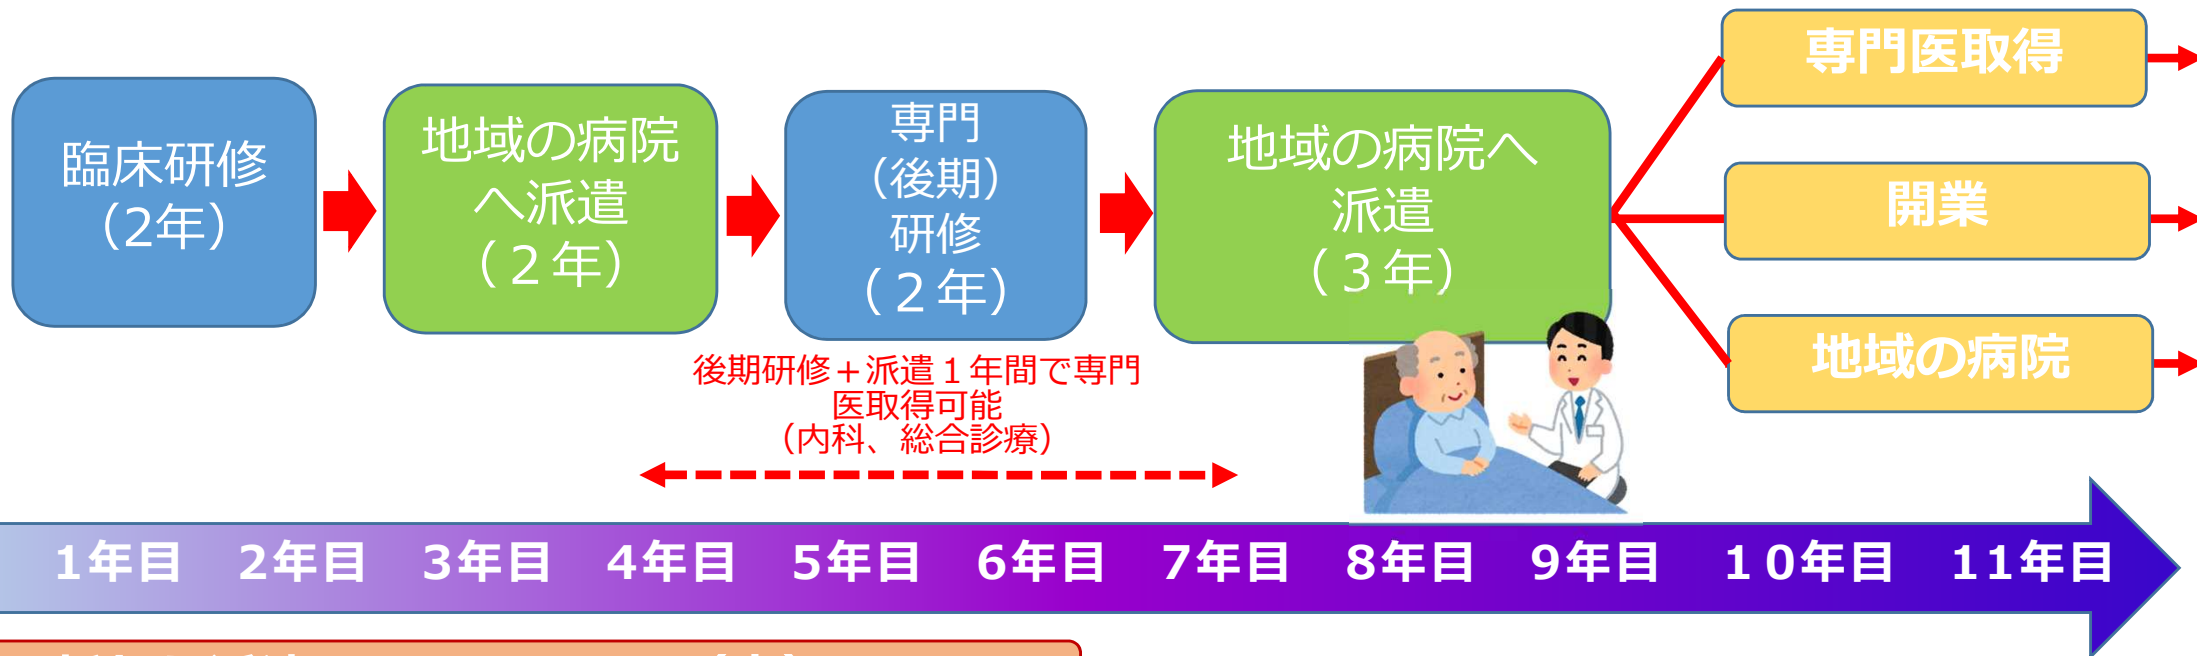 臨床研修
（2年）
地域の病院
へ派遣
（２年）
専門
（後期）
研修
（２年）
地域の病院へ
派遣
（３年）
専門医取得
開業
地域の病院
後期研修＋派遣１年間で専門
医取得可能
（内科、総合診療）
1年目 2年目 3年目 4年目 5年目 6年目 7年目 8年目 9年目 １０年目 11年目